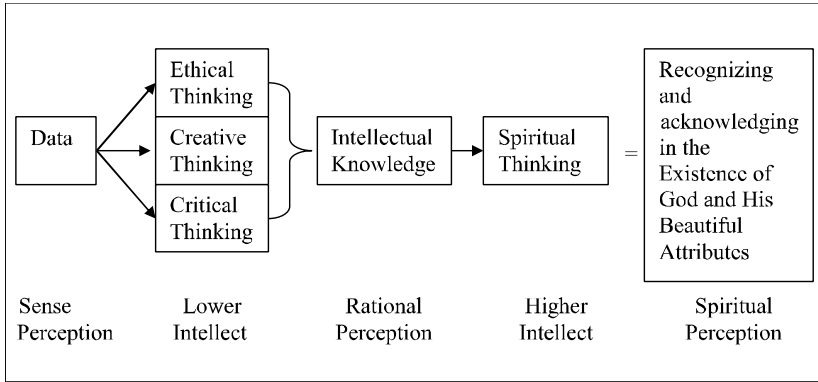 Data
Ethical
Thinking
Creative
Thinking
Critical
Thinking
Intellectual
Knowledge
Spiritual
Thinking
=
Recognizing
and
acknowledging
in the
Existence of
God and His
Beautiful
Attributes
Sense
Perception
Lower
Intellect
Rational
Perception
Higher
Intellect
Spiritual
Perception